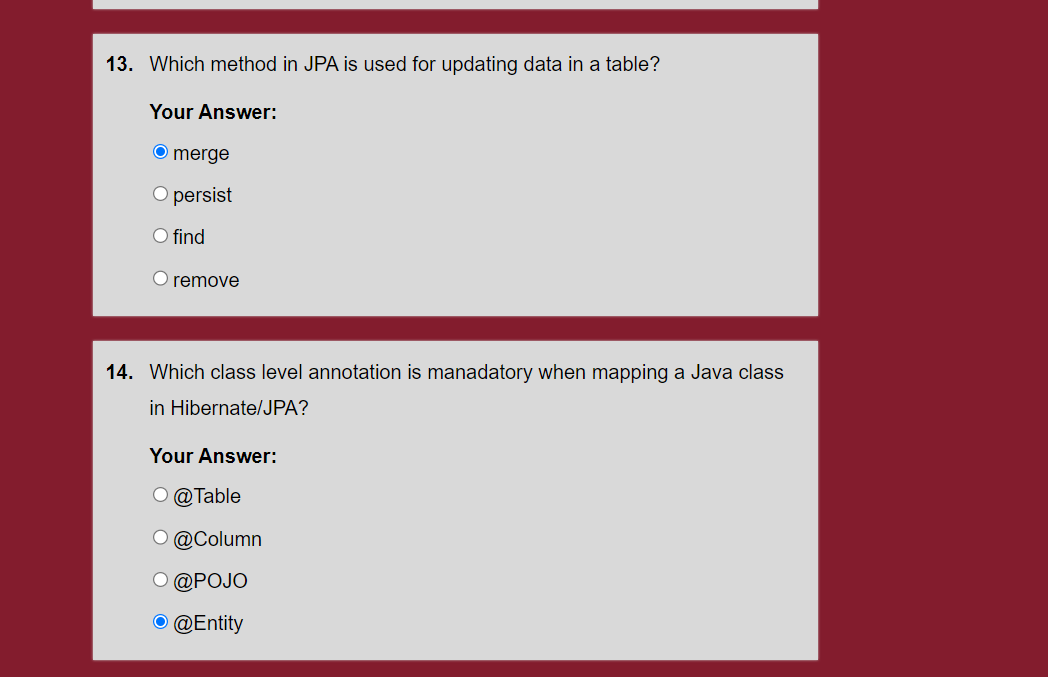 13. Which method in JPA is used for updating data in a table?
Your Answer:
merge
persist
find
remove
14. Which class level annotation is manadatory when mapping a Java class
in Hibernate/JPA?
Your Answer:
@Table
@Column
@POJO
@Entity